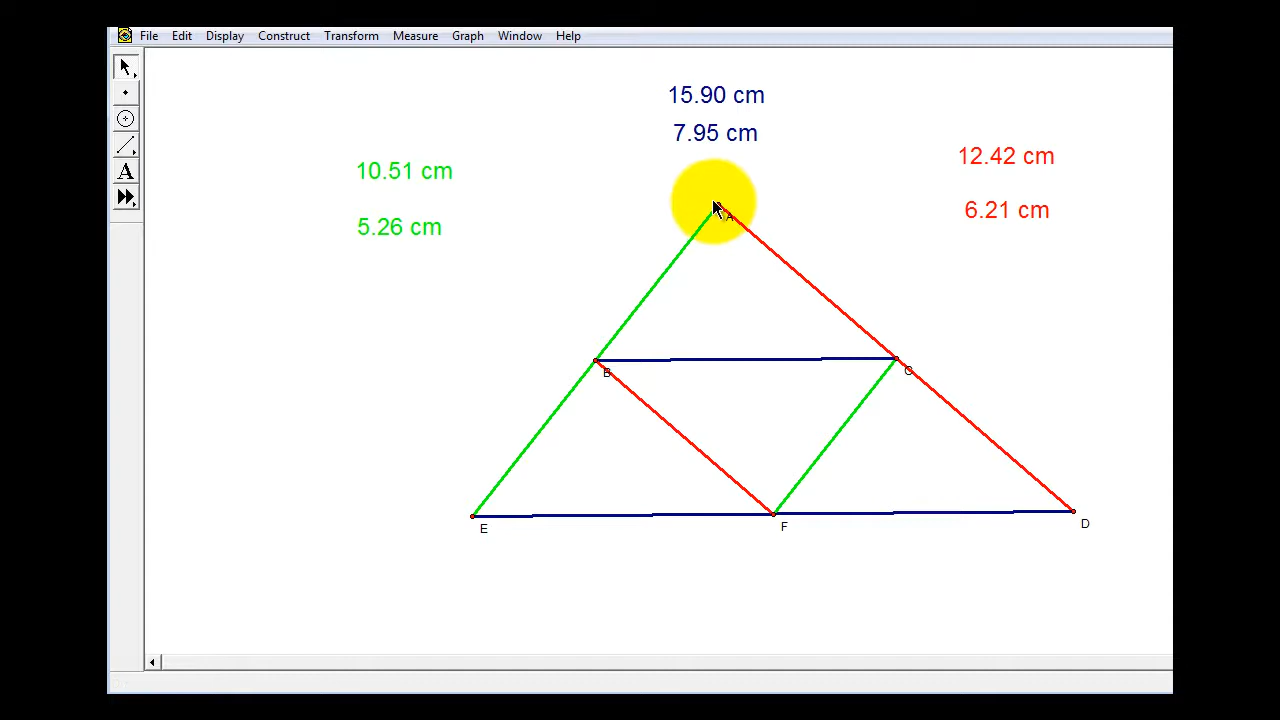 File Edit Display Construct Transform Measure Graph Window Help
A
15.90 cm
7.95 cm
10.51 cm
5.26 cm
12.42 cm
6.21 cm
A
B
C
E
F
D